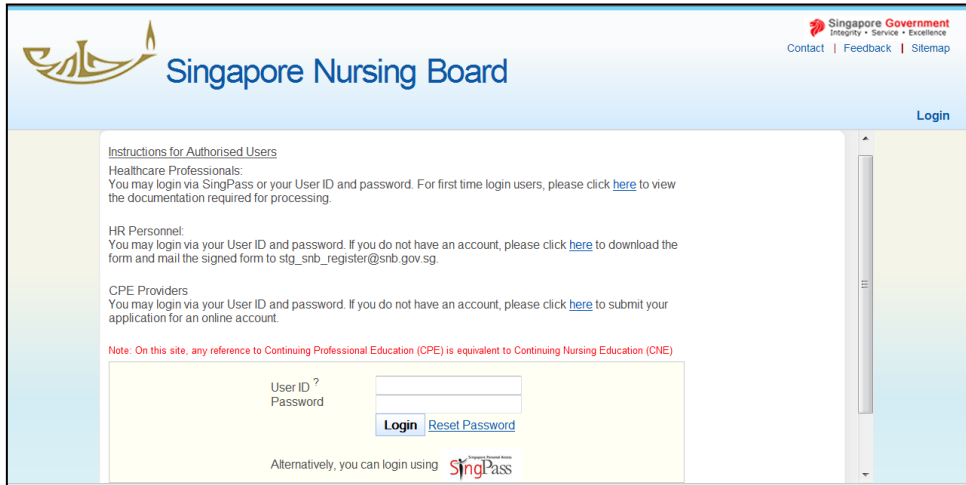 Singapore Government
Integrity • Service • Excellence
Contact | Feedback | Sitemap
Singapore Nursing Board
Login
Instructions for Authorised Users
Healthcare Professionals:
You may login via SingPass or your User ID and password. For first time login users, please click here to view
the documentation required for processing.
HR Personnel:
You may login via your User ID and password. If you do not have an account, please click here to download the
form and mail the signed form to stg_snb_register@snb.gov.sg.
CPE Providers
You may login via your User ID and password. If you do not have an account, please click here to submit your
application for an online account.
Note: On this site, any reference to Continuing Professional Education (CPE) is equivalent to Continuing Nursing Education (CNE)
User ID ?
Password
Login Reset Password
Singapore Personal Access
Alternatively, you can login using SingPass